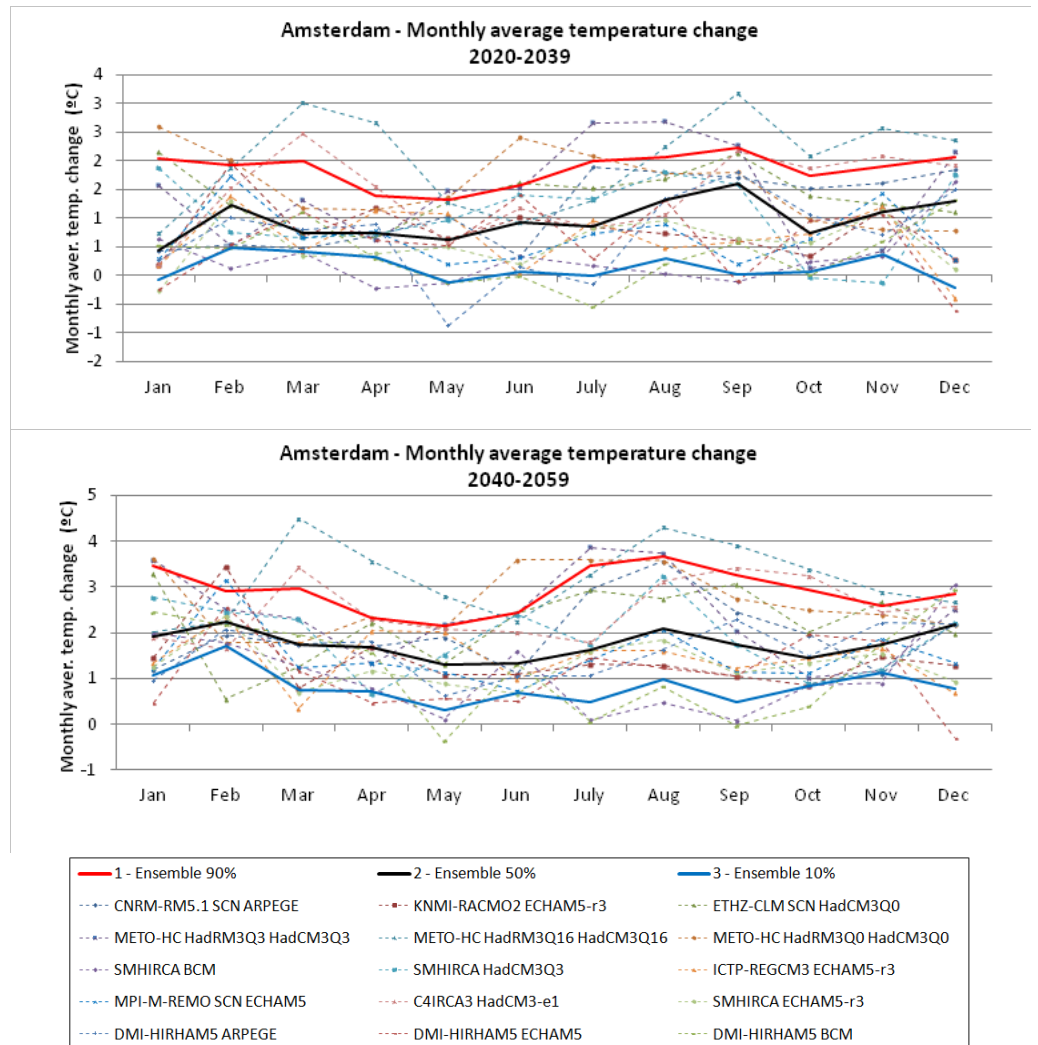 Amsterdam - Monthly average temperature change
2020-2039
Monthly aver. temp. change (ºC)
4
3
3
2
2
1
1
0
-1
-1
-2
Jan Feb Mar Apr May Jun July Aug Sep Oct Nov Dec
Amsterdam - Monthly average temperature change
2040-2059
Monthly aver. temp. change (ºC)
5
4
3
2
1
0
-1
Jan Feb Mar Apr May Jun July Aug Sep Oct Nov Dec
1 - Ensemble 90% 2 - Ensemble 50% 3 - Ensemble 10%
CNRM-RM5.1 SCN ARPEGE KNMI-RACMO2 ECHAM5-r3 ETHZ-CLM SCN HadCM3Q0
METO-HC HadRM3Q3 HadCM3Q3 METO-HC HadRM3Q16 HadCM3Q16 METO-HC HadRM3Q0 HadCM3Q0
SMHIRCA BCM SMHIRCA HadCM3Q3 ICTP-REGCM3 ECHAM5-r3
MPI-M-REMO SCN ECHAM5 C4IRCA3 HadCM3-e1 SMHIRCA ECHAM5-r3
DMI-HIRHAM5 ARPEGE DMI-HIRHAM5 ECHAM5 DMI-HIRHAM5 BCM